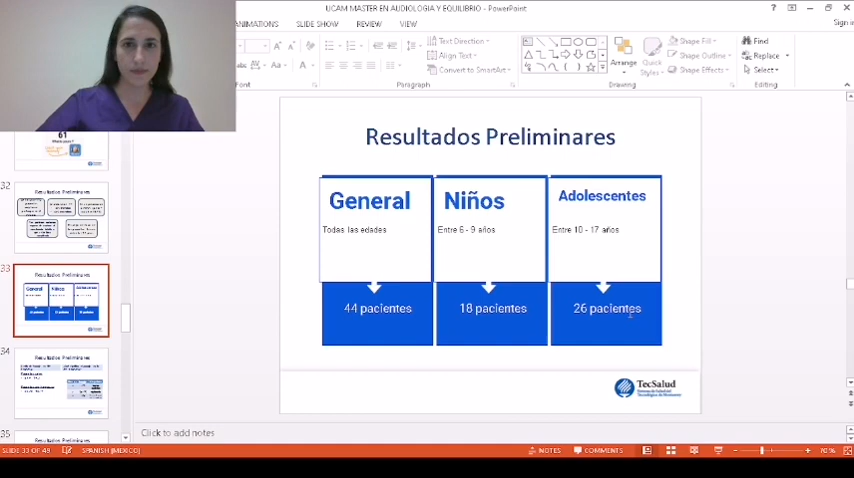 UCAM MASTER EN AUDIOLOGIA Y EQUILIBRIO - PowerPoint
Sign in
ANIMATIONS
SLIDE SHOW
REVIEW
VIEW
Text Direction
Align Text
Convert to SmartArt
Arrange
Quick
Styles
Shape Fill
Shape Outline
Shape Effects
Find
Replace
Select
Font
Paragraph
Drawing
Editing
61
32
Resultados Preliminares
33
Resultados Preliminares
34
Resultados Preliminares
35
Resultados Preliminares
Resultados Preliminares
General
Todas las edades
44 pacientes
Niños
Entre 6 - 9 años
18 pacientes
Adolescentes
Entre 10 - 17 años
26 pacientes
TecSalud
Click to add notes
SLIDE 33 OF 49
SPANISH (MEXICO)
NOTES
COMMENTS
70%